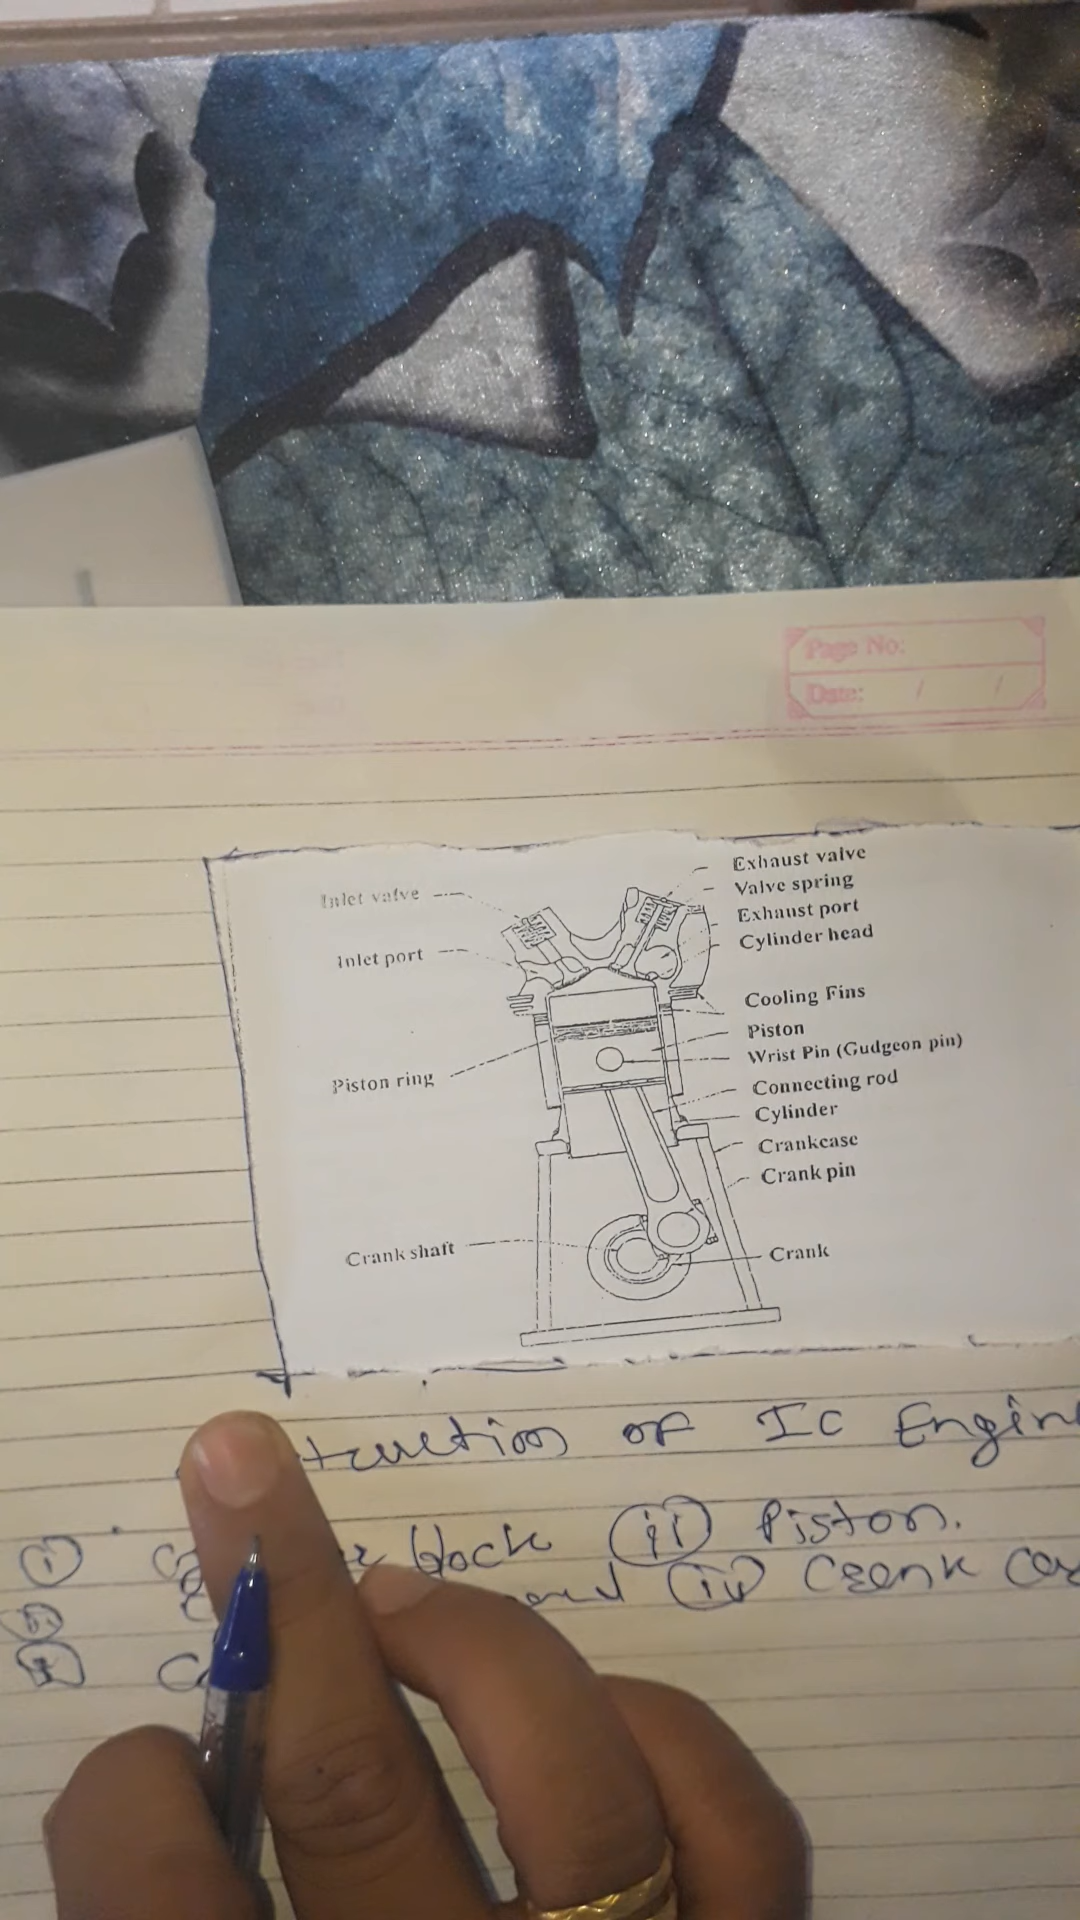 Page No:
Date: / /
Exhaust valve
Inlet valve
Valve spring
Exhaust port
Cylinder head
Inlet port
Cooling Fins
Piston
Wrist Pin (Gudgeon pin)
Piston ring
Connecting rod
Cylinder
Crankcase
Crank pin
Crank shaft
Crank
of IC Engine
(i) block (ii) Piston.
(iv) Crank